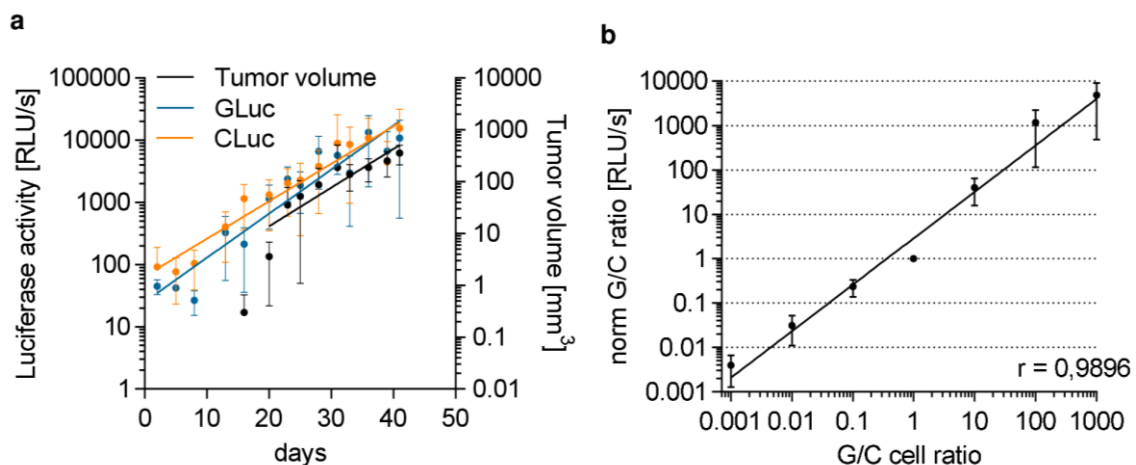 a
Luciferase activity [RLU/s]
100000
10000
1000
100
10
1
Tumor volume
GLuc
CLuc
10000
1000
100
10
1
0.1
0.01
Tumor volume [mm³]
0 10 20 30 40 50
days
b
norm G/C ratio [RLU/s]
10000
1000
100
10
1
0.1
0.01
0.001
r = 0,9896
0.001 0.01 0.1 1 10 100 1000
G/C cell ratio